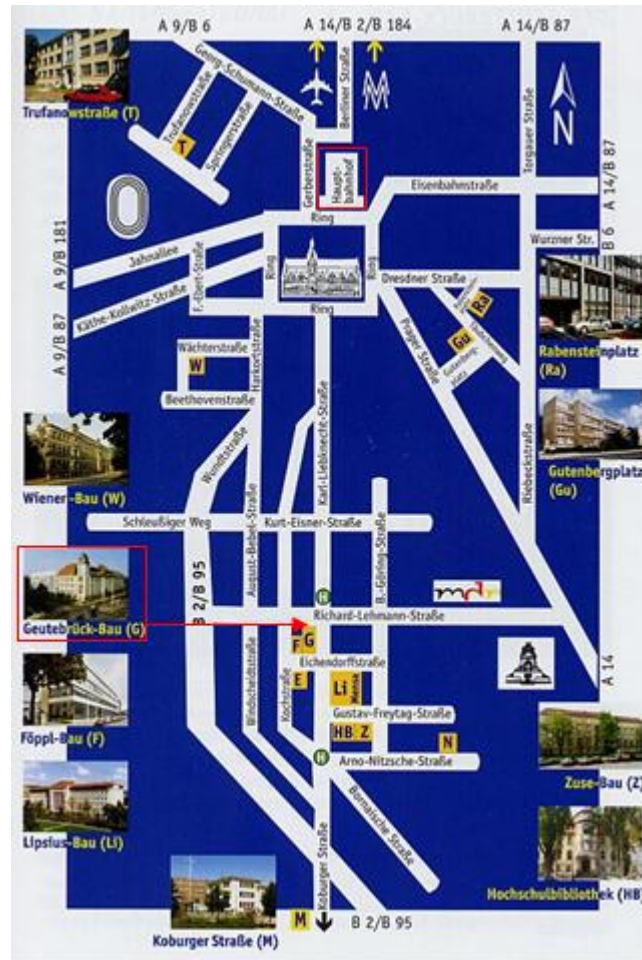 A 9/B 6
A 14/B 2/B 184
A 14/B 87
Trufanowstraße (T)
Georg-Schumann-Straße
Trufanowstraße
Springerstraße
T
Berliner Straße
Gerberstraße
Haupt-
bahnhof
N
Torgauer Straße
A 14/B 87
B 6
Eisenbahnstraße
Wurzner Str.
A 9/B 181
Jahnallee
Ring
Ring
Ring
Ring
Dresdner Straße
Käthe-Kollwitz-Straße
F.-Ebert-Straße
A 9/B 87
Ra
Gu
Gutenberg-
platz
Täubchenweg
Prager Straße
Rabensteinplatz
(Ra)
Wächterstraße
W
Beethovenstraße
Harkortstraße
Karl-Liebknecht-Straße
Riebeckstraße
Gutenbergplatz
(Gu)
Wiener-Bau (W)
Wundtstraße
Schleußiger Weg
Kurt-Eisner-Straße
August-Bebel-Straße
B.-Göring-Straße
Geutebrück-Bau (G)
B 2/B 95
H
mdr
Richard-Lehmann-Straße
F
G
Eichendorffstraße
E
Li
Mensa
Windscheidtstraße
Kochstraße
Gustav-Freytag-Straße
HB
Z
N
A 14
Föppl-Bau (F)
H
Arno-Nitzsche-Straße
Zuse-Bau (Z)
Lipsius-Bau (Li)
Bornaische Straße
Koburger Straße
Hochschulbibliothek (HB)
Koburger Straße (M)
M
B 2/B 95